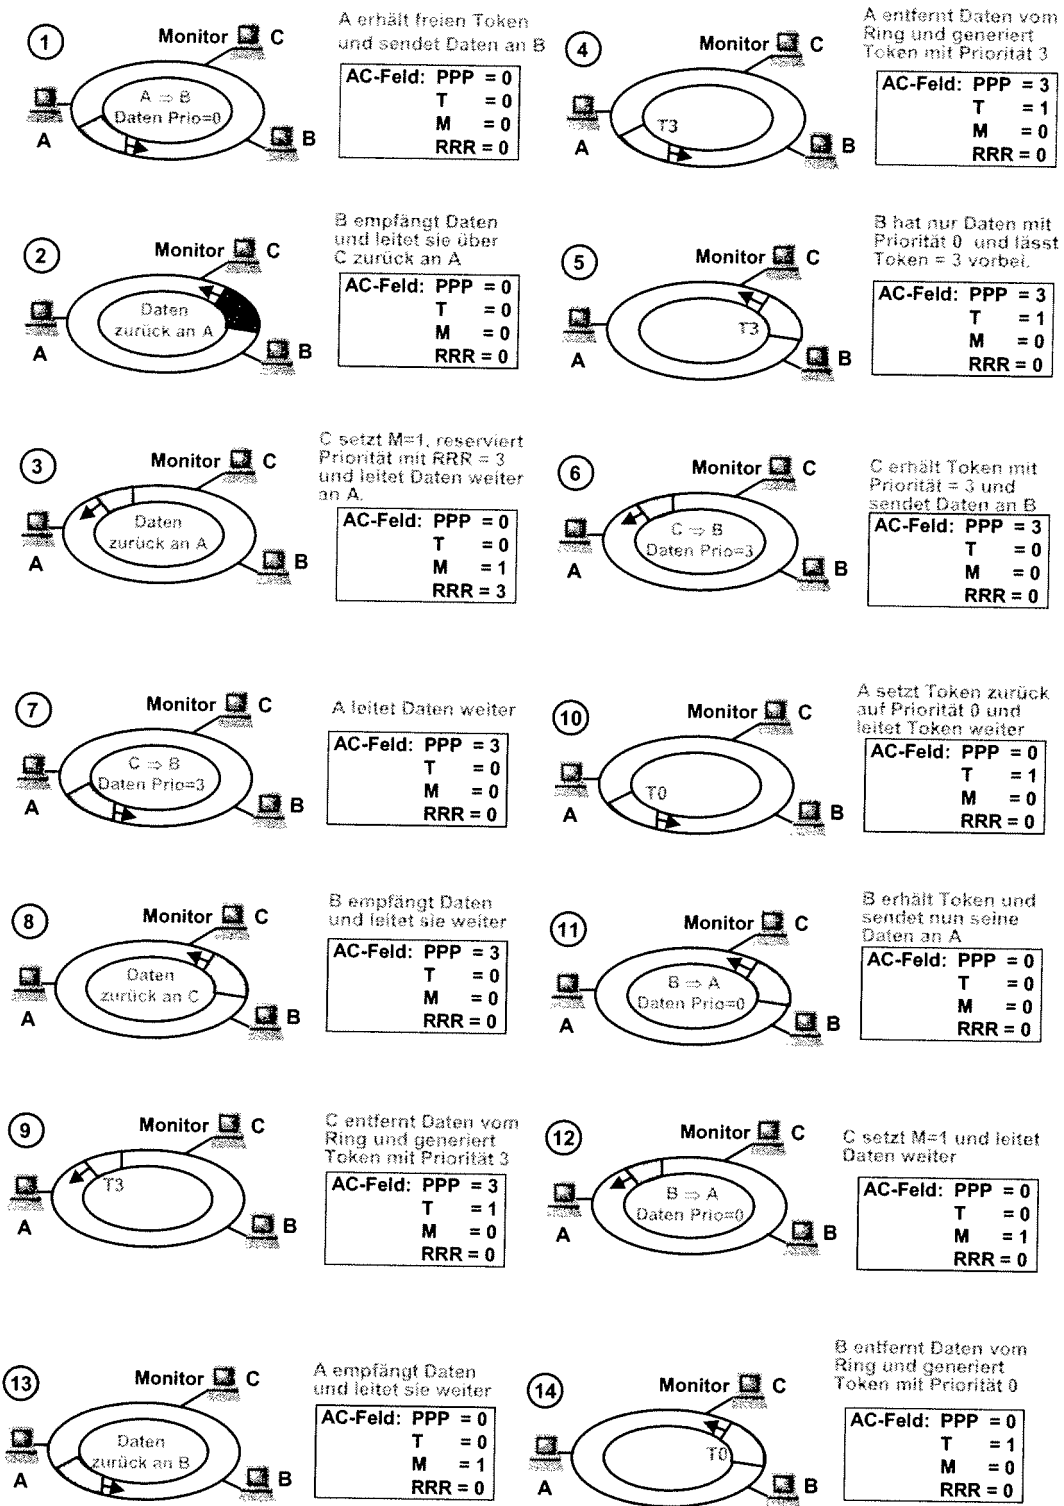 1
Monitor C
A
B
A ⇒ B
Daten Prio=0
A erhält freien Token
und sendet Daten an B
AC-Feld: PPP = 0
T = 0
M = 0
RRR = 0
2
Monitor C
A
B
Daten
zurück an A
B empfängt Daten
und leitet sie über
C zurück an A
AC-Feld: PPP = 0
T = 0
M = 0
RRR = 0
3
Monitor C
A
B
Daten
zurück an A
C setzt M=1, reserviert
Priorität mit RRR = 3
und leitet Daten weiter
an A.
AC-Feld: PPP = 0
T = 0
M = 1
RRR = 3
4
Monitor C
A
B
T3
A entfernt Daten vom
Ring und generiert
Token mit Priorität 3
AC-Feld: PPP = 3
T = 1
M = 0
RRR = 0
5
Monitor C
A
B
T3
B hat nur Daten mit
Priorität 0 und lässt
Token = 3 vorbei.
AC-Feld: PPP = 3
T = 1
M = 0
RRR = 0
6
Monitor C
A
B
C ⇒ B
Daten Prio=3
C erhält Token mit
Priorität = 3 und
sendet Daten an B
AC-Feld: PPP = 3
T = 0
M = 0
RRR = 0
7
Monitor C
A
B
C ⇒ B
Daten Prio=3
A leitet Daten weiter
AC-Feld: PPP = 3
T = 0
M = 0
RRR = 0
8
Monitor C
A
B
Daten
zurück an C
B empfängt Daten
und leitet sie weiter
AC-Feld: PPP = 3
T = 0
M = 0
RRR = 0
9
Monitor C
A
B
T3
C entfernt Daten vom
Ring und generiert
Token mit Priorität 3
AC-Feld: PPP = 3
T = 1
M = 0
RRR = 0
10
Monitor C
A
B
T0
A setzt Token zurück
auf Priorität 0 und
leitet Token weiter
AC-Feld: PPP = 0
T = 1
M = 0
RRR = 0
11
Monitor C
A
B
B ⇒ A
Daten Prio=0
B erhält Token und
sendet nun seine
Daten an A
AC-Feld: PPP = 0
T = 0
M = 0
RRR = 0
12
Monitor C
A
B
B ⇒ A
Daten Prio=0
C setzt M=1 und leitet
Daten weiter
AC-Feld: PPP = 0
T = 0
M = 1
RRR = 0
13
Monitor C
A
B
Daten
zurück an B
A empfängt Daten
und leitet sie weiter
AC-Feld: PPP = 0
T = 0
M = 1
RRR = 0
14
Monitor C
A
B
T0
B entfernt Daten vom
Ring und generiert
Token mit Priorität 0
AC-Feld: PPP = 0
T = 1
M = 0
RRR = 0